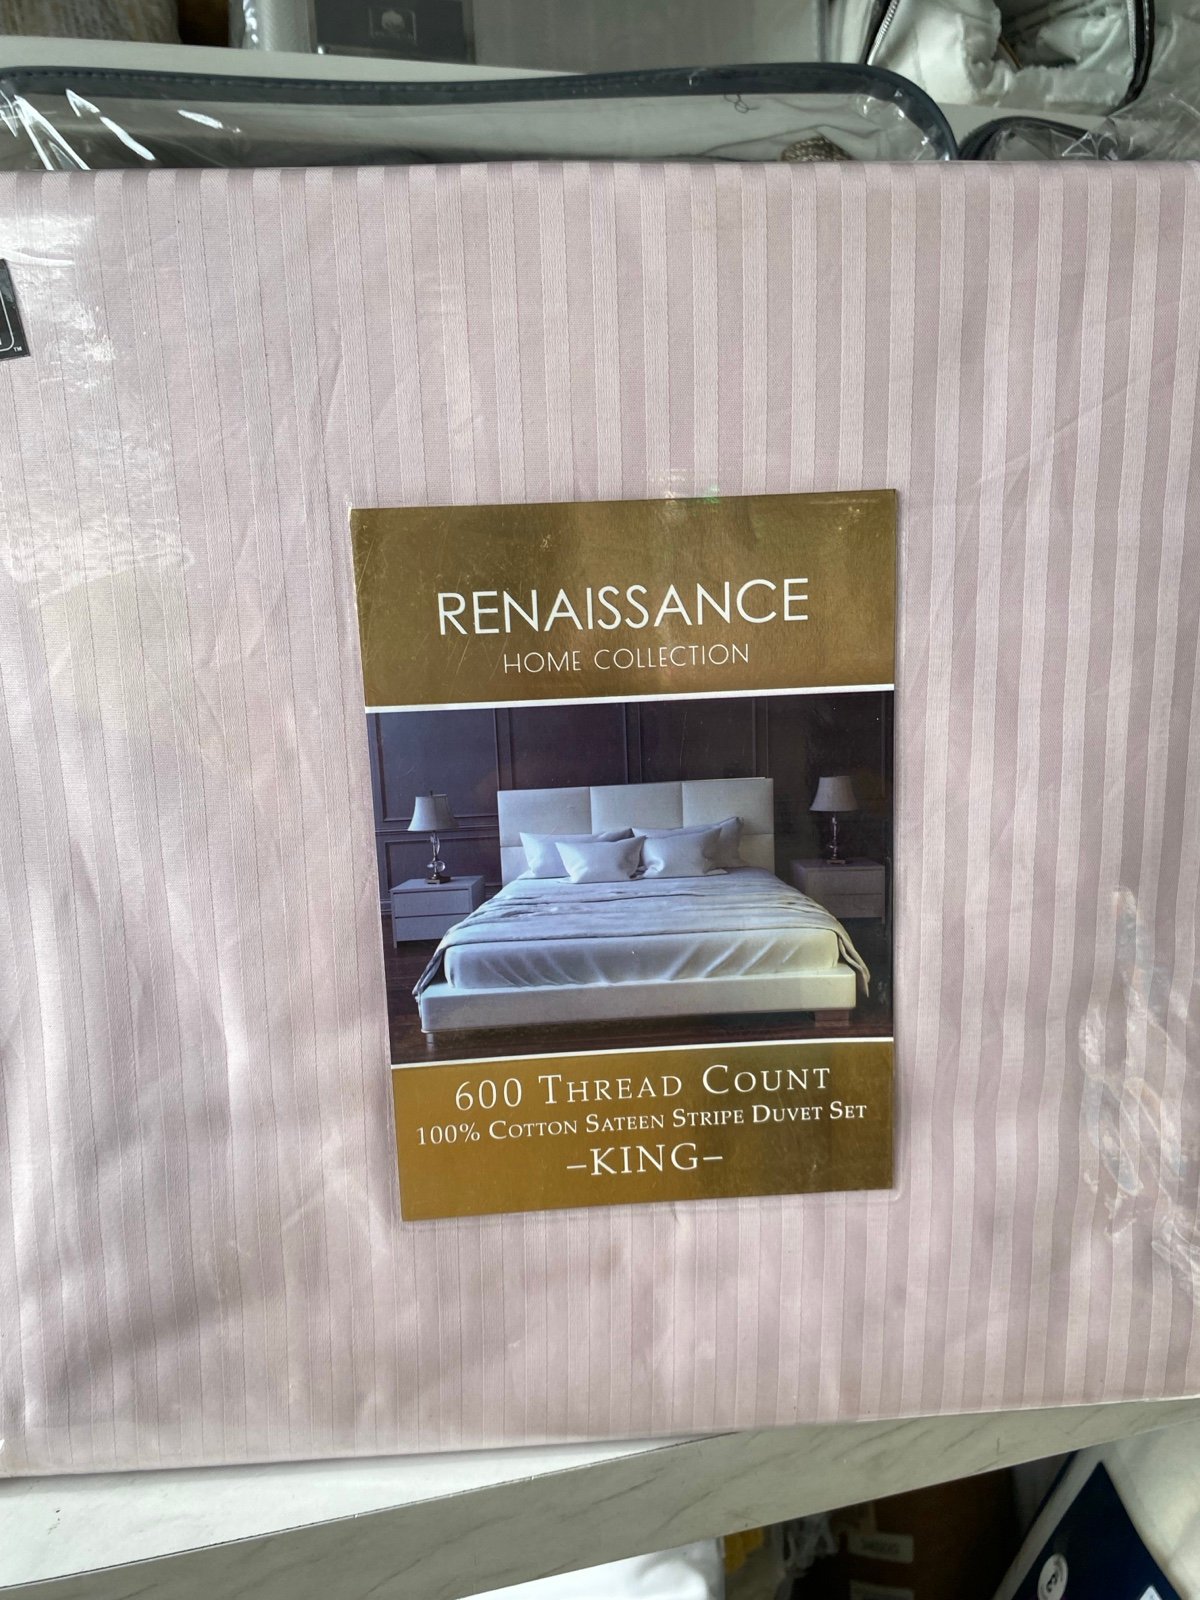 RENAISSANCE
HOME COLLECTION
600 THREAD COUNT
100% COTTON SATEEN STRIPE DUVET SET
–KING–